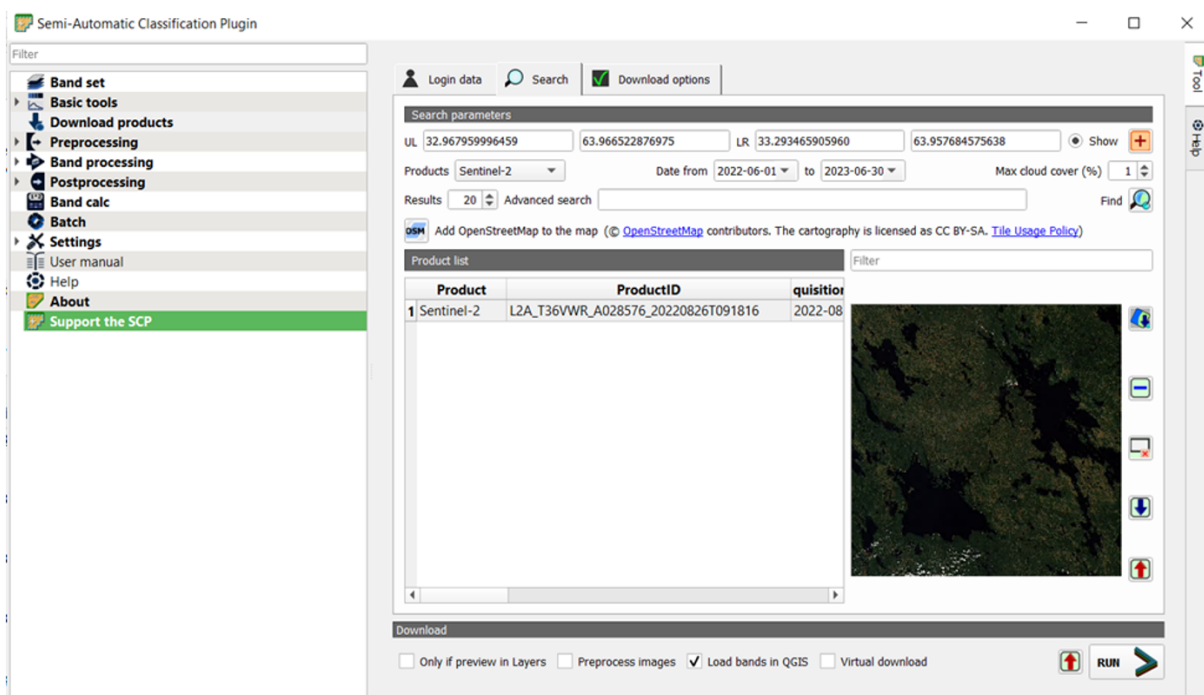 Semi-Automatic Classification Plugin
Filter
Band set
Basic tools
Download products
Preprocessing
Band processing
Postprocessing
Band calc
Batch
Settings
User manual
Help
About
Support the SCP
Login data Search Download options
Search parameters
UL 32.967959996459 63.966522876975 LR 33.293465905960 63.957684575638 Show
Products Sentinel-2 Date from 2022-06-01 to 2023-06-30 Max cloud cover (%) 1
Results 20 Advanced search Find
OSM Add OpenStreetMap to the map (© OpenStreetMap contributors. The cartography is licensed as CC BY-SA. Tile Usage Policy)
Product list Filter
Product ProductID quisition
1 Sentinel-2 L2A_T36VWR_A028576_20220826T091816 2022-08
Download
Only if preview in Layers Preprocess images Load bands in QGIS Virtual download RUN
Tool
Help